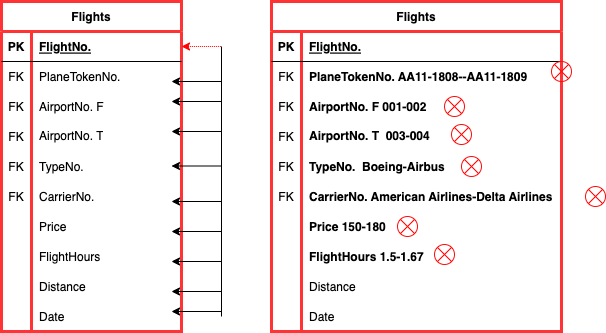 Flights
PK FlightNo.
FK PlaneTokenNo.
FK AirportNo. F
FK AirportNo. T
FK TypeNo.
FK CarrierNo.
Price
FlightHours
Distance
Date
Flights
PK FlightNo.
FK PlaneTokenNo. AA11-1808--AA11-1809
FK AirportNo. F 001-002
FK AirportNo. T 003-004
FK TypeNo. Boeing-Airbus
FK CarrierNo. American Airlines-Delta Airlines
Price 150-180
FlightHours 1.5-1.67
Distance
Date